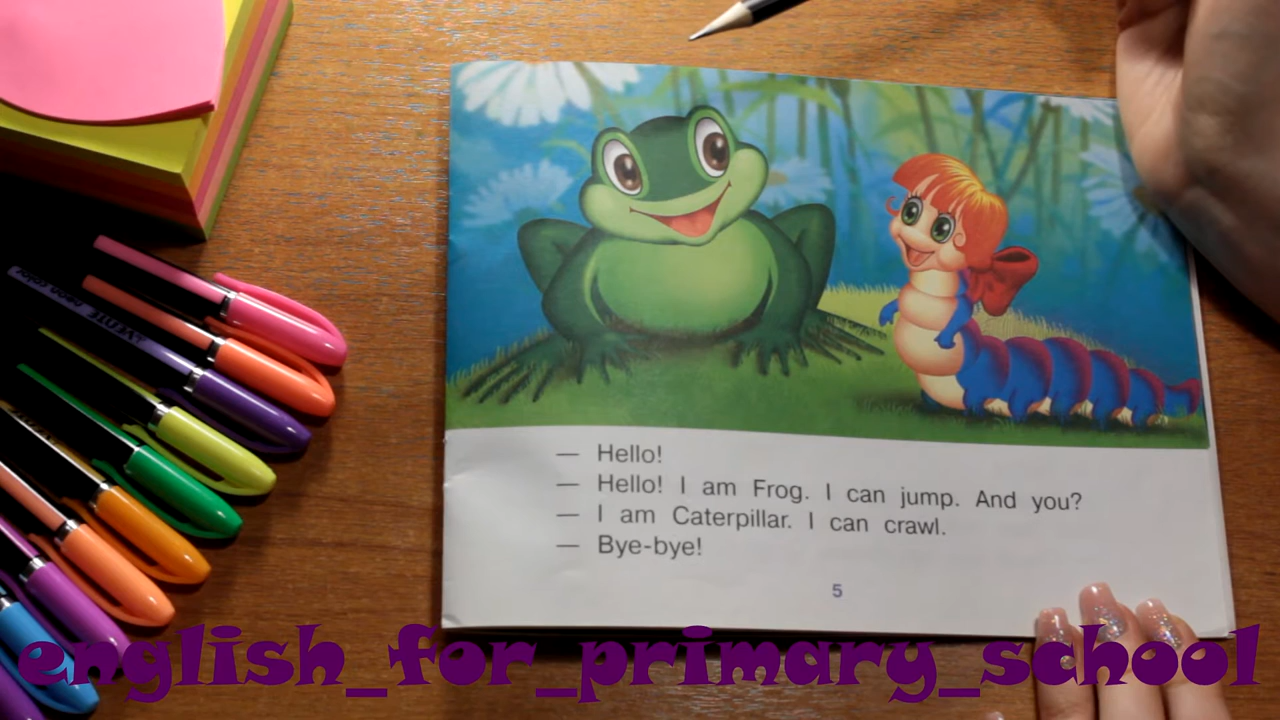 — Hello!
— Hello! I am Frog. I can jump. And you?
— I am Caterpillar. I can crawl.
— Bye-bye!
5
english_for_primary_school